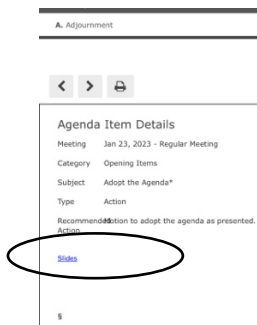 A. Adjournment
Agenda Item Details
Meeting Jan 23, 2023 - Regular Meeting
Category Opening Items
Subject Adopt the Agenda*
Type Action
Recommended Motion to adopt the agenda as presented.
Action
Slides
§